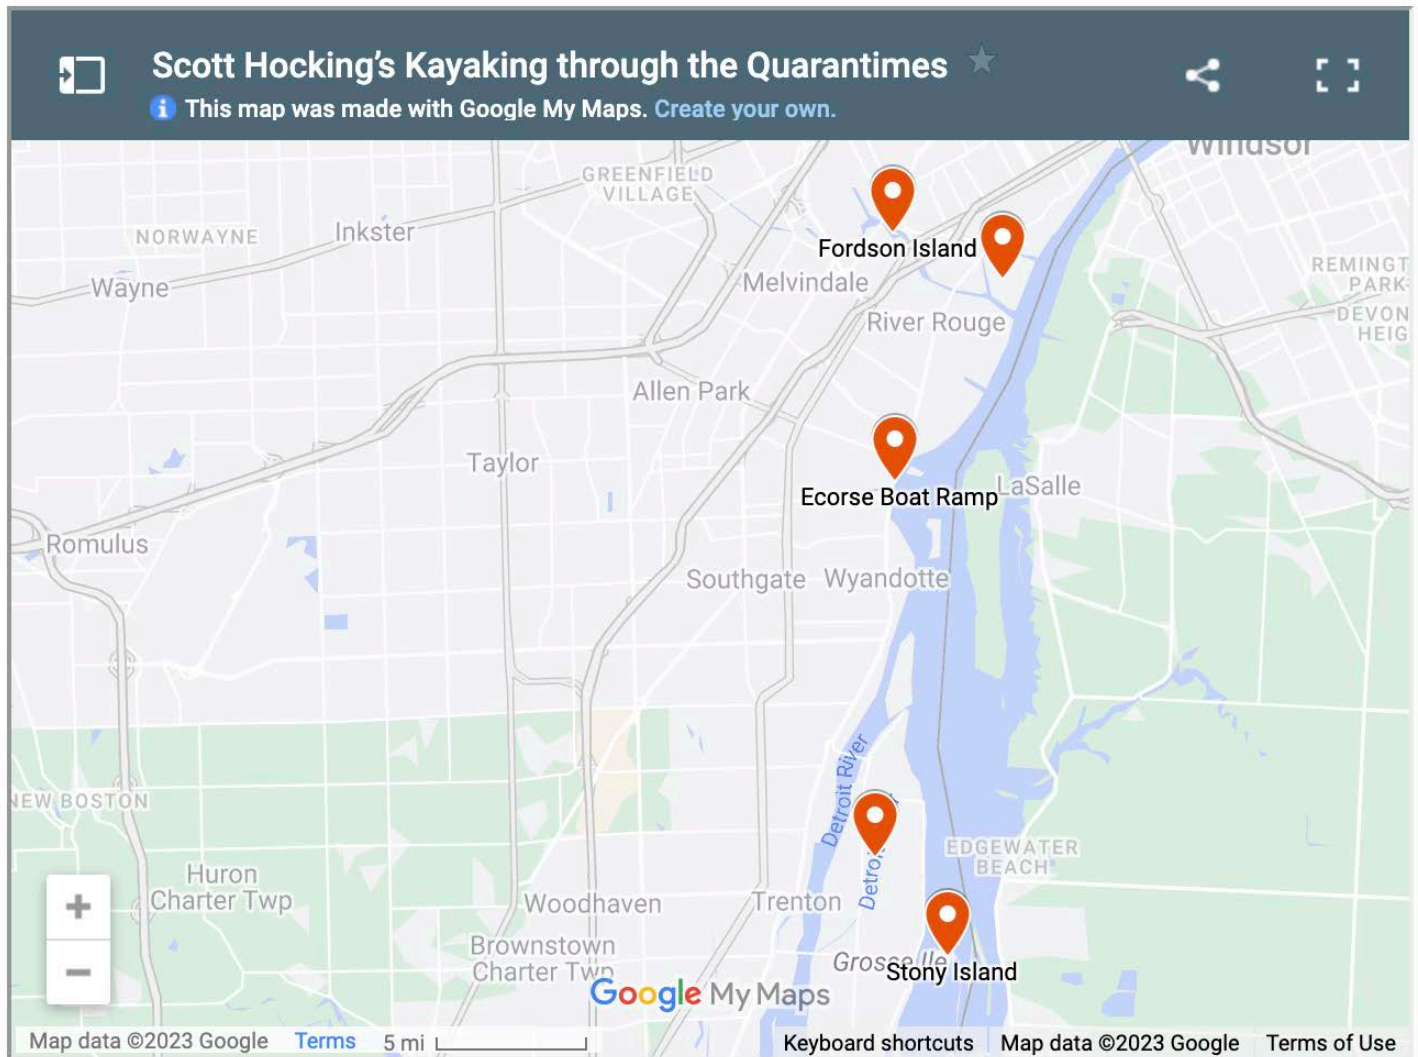 Scott Hocking's Kayaking through the Quarantimes
This map was made with Google My Maps. Create your own.
Windsor
GREENFIELD
VILLAGE
NORWAYNE
Inkster
Fordson Island
Wayne
Melvindale
REMINGT
PARK
DEVON
HEIG
River Rouge
Allen Park
Taylor
LaSalle
Ecorse Boat Ramp
Romulus
Southgate
Wyandotte
Detroit River
NEW BOSTON
EDGEWATER
BEACH
Detroit
Huron
Charter Twp
Woodhaven
Trenton
Brownstown
Charter Twp
Grosse Ile
Stony Island
Google My Maps
Map data ©2023 Google
Terms
5 mi
Keyboard shortcuts
Map data ©2023 Google
Terms of Use